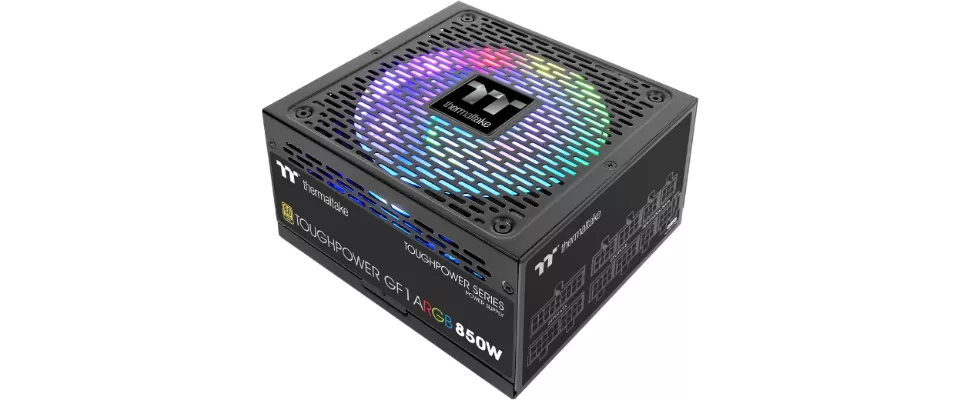 thermaltake
thermaltake
TOUGHPOWER GF1 ARGB 850W
TOUGHPOWER SERIES
POWER SUPPLY
thermaltake